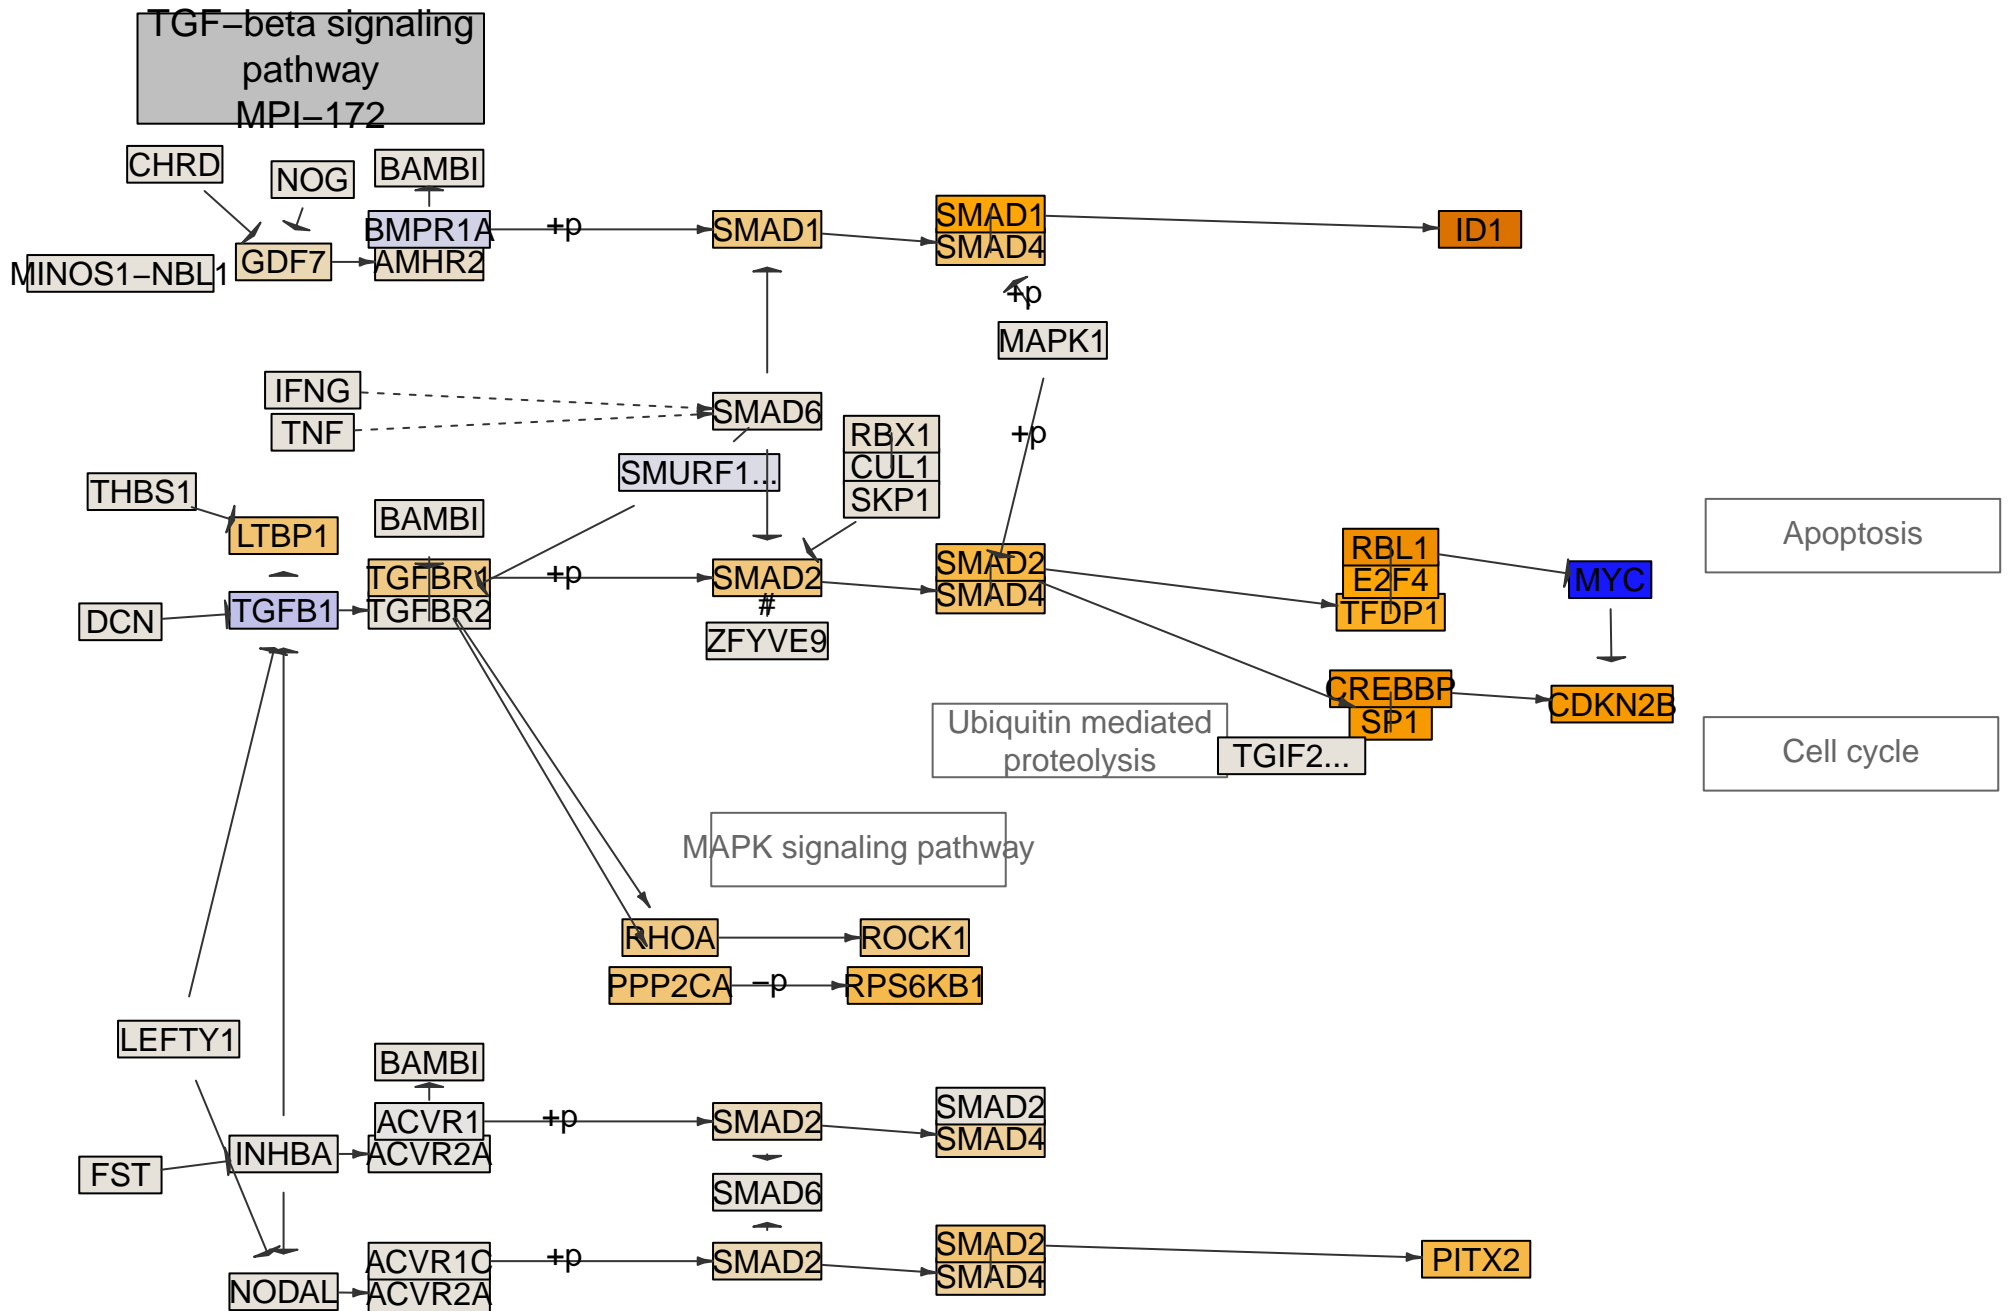 TGF−beta signaling
pathway
MPI−172
CHRD
NOG
BAMBI
BMPR1A
+p
SMAD1
SMAD1
ID1
MINOS1−NBL1
GDF7
AMHR2
SMAD4
+p
MAPK1
IFNG
TNF
SMAD6
+p
RBX1
CUL1
SKP1
SMURF1...
THBS1
LTBP1
BAMBI
Apoptosis
TGFBR1
+p
SMAD2
SMAD2
RBL1
E2F4
MYC
DCN
TGFB1
TGFBR2
#
SMAD4
TFDP1
ZFYVE9
CREBBP
SP1
CDKN2B
Ubiquitin mediated
proteolysis
TGIF2...
Cell cycle
MAPK signaling pathway
RHOA
ROCK1
PPP2CA
−p
RPS6KB1
LEFTY1
BAMBI
ACVR1
+p
SMAD2
SMAD2
FST
INHBA
ACVR2A
SMAD4
SMAD6
ACVR1C
+p
SMAD2
SMAD2
PITX2
NODAL
ACVR2A
SMAD4